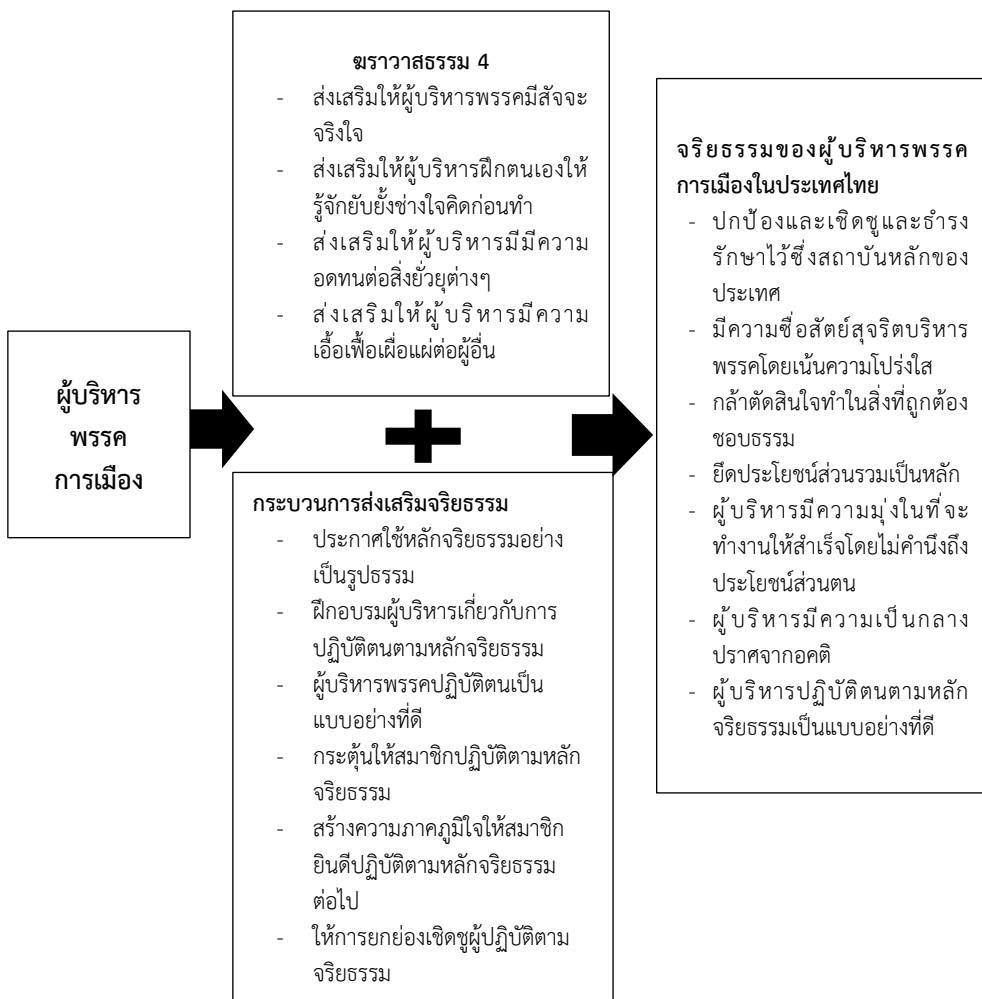 ผู้บริหาร
พรรค
การเมือง
ฆราวาสธรรม 4
- ส่งเสริมให้ผู้บริหารพรรคมีสัจจะ
จริงใจ
- ส่งเสริมให้ผู้บริหารฝึกตนเองให้
รู้จักยับยั้งช่างใจคิดก่อนทำ
- ส่งเสริมให้ผู้บริหารมีมีความ
อดทนต่อสิ่งยั่วยุต่างๆ
- ส่งเสริมให้ผู้บริหารมีความ
เอื้อเฟื้อเผื่อแผ่ต่อผู้อื่น
กระบวนการส่งเสริมจริยธรรม
- ประกาศใช้หลักจริยธรรมอย่าง
เป็นรูปธรรม
- ฝึกอบรมผู้บริหารเกี่ยวกับการ
ปฏิบัติตนตามหลักจริยธรรม
- ผู้บริหารพรรคปฏิบัติตนเป็น
แบบอย่างที่ดี
- กระตุ้นให้สมาชิกปฏิบัติตามหลัก
จริยธรรม
- สร้างความภาคภูมิใจให้สมาชิก
ยินดีปฏิบัติตามหลักจริยธรรม
ต่อไป
- ให้การยกย่องเชิดชูผู้ปฏิบัติตาม
จริยธรรม
จริยธรรมของผู้บริหารพรรค
การเมืองในประเทศไทย
- ปกป้องและเชิดชูและธำรง
รักษาไว้ซึ่งสถาบันหลักของ
ประเทศ
- มีความซื่อสัตย์สุจริตบริหาร
พรรคโดยเน้นความโปร่งใส
- กล้าตัดสินใจทำในสิ่งที่ถูกต้อง
ชอบธรรม
- ยึดประโยชน์ส่วนรวมเป็นหลัก
- ผู้บริหารมีความมุ่งในที่จะ
ทำงานให้สำเร็จโดยไม่คำนึงถึง
ประโยชน์ส่วนตน
- ผู้บริหารมีความเป็นกลาง
ปราศจากอคติ
- ผู้บริหารปฏิบัติตนตามหลัก
จริยธรรมเป็นแบบอย่างที่ดี